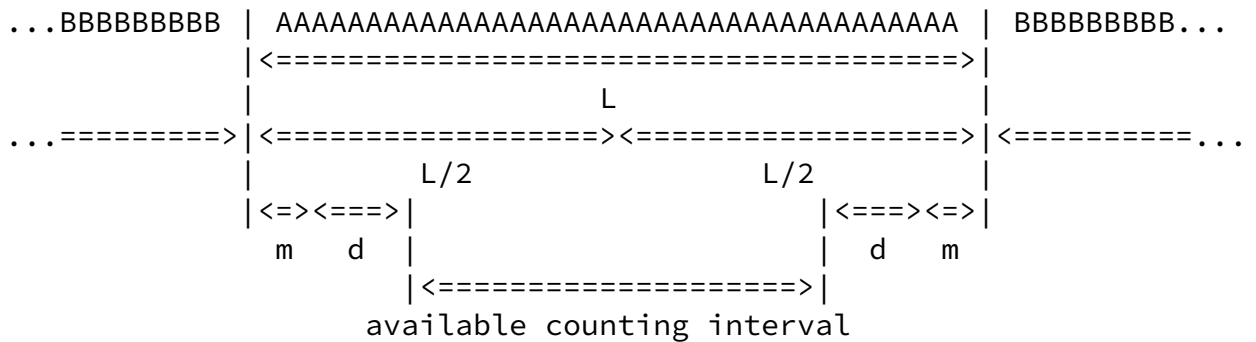 ...BBBBBBBBB | AAAAAAAAAAAAAAAAAAAAAAAAAAAAAAAAAAAAAA | BBBBBBBBB...
|<======================================>|
| L |
...=========>|<==================><==================>|<==========...
| L/2 L/2 |
|<=><===>| |<===><=>|
m d | | d m
|<====================>|
available counting interval